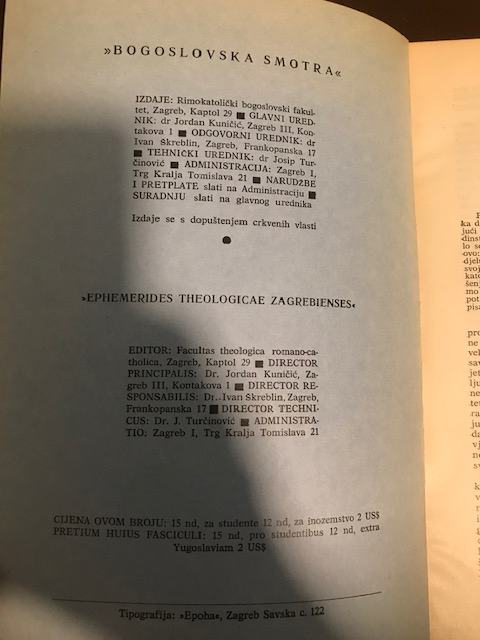 »BOGOSLOVSKA SMOTRA«
IZDAJE: Rimokatolički bogoslovski fakul-
tet, Zagreb, Kaptol 29 ■ GLAVNI URED-
NIK: dr Jordan Kuničić, Zagreb III, Kon-
takova 1 ■ ODGOVORNI UREDNIK: dr
Ivan Škreblin, Zagreb, Frankopanska 17
■ TEHNIČKI UREDNIK: dr Josip Tur-
činović ■ ADMINISTRACIJA: Zagreb I,
Trg Kralja Tomislava 21 ■ NARUDŽBE
I PRETPLATE slati na Administraciju ■
SURADNJU slati na glavnog urednika
Izdaje se s dopuštenjem crkvenih vlasti
●
»EPHEMERIDES THEOLOGICAE ZAGREBIENSES«
EDITOR: Facultas theologica romano-ca-
tholica, Zagreb, Kaptol 29 ■ DIRECTOR
PRINCIPALIS: Dr. Jordan Kuničić, Za-
greb III, Kontakova 1 ■ DIRECTOR RE-
SPONSABILIS: Dr. Ivan Škreblin, Zagreb,
Frankopanska 17 ■ DIRECTOR TECHNI-
CUS: Dr. J. Turčinović ■ ADMINISTRA-
TIO: Zagreb I, Trg Kralja Tomislava 21
CIJENA OVOM BROJU: 15 nd, za studente 12 nd, za inozemstvo 2 US$
PRETIUM HUIUS FASCICULI: 15 nd, pro studentibus 12 nd, extra
Yugoslaviam 2 US$
Tipografija: »Epoha«, Zagreb Savska c. 122